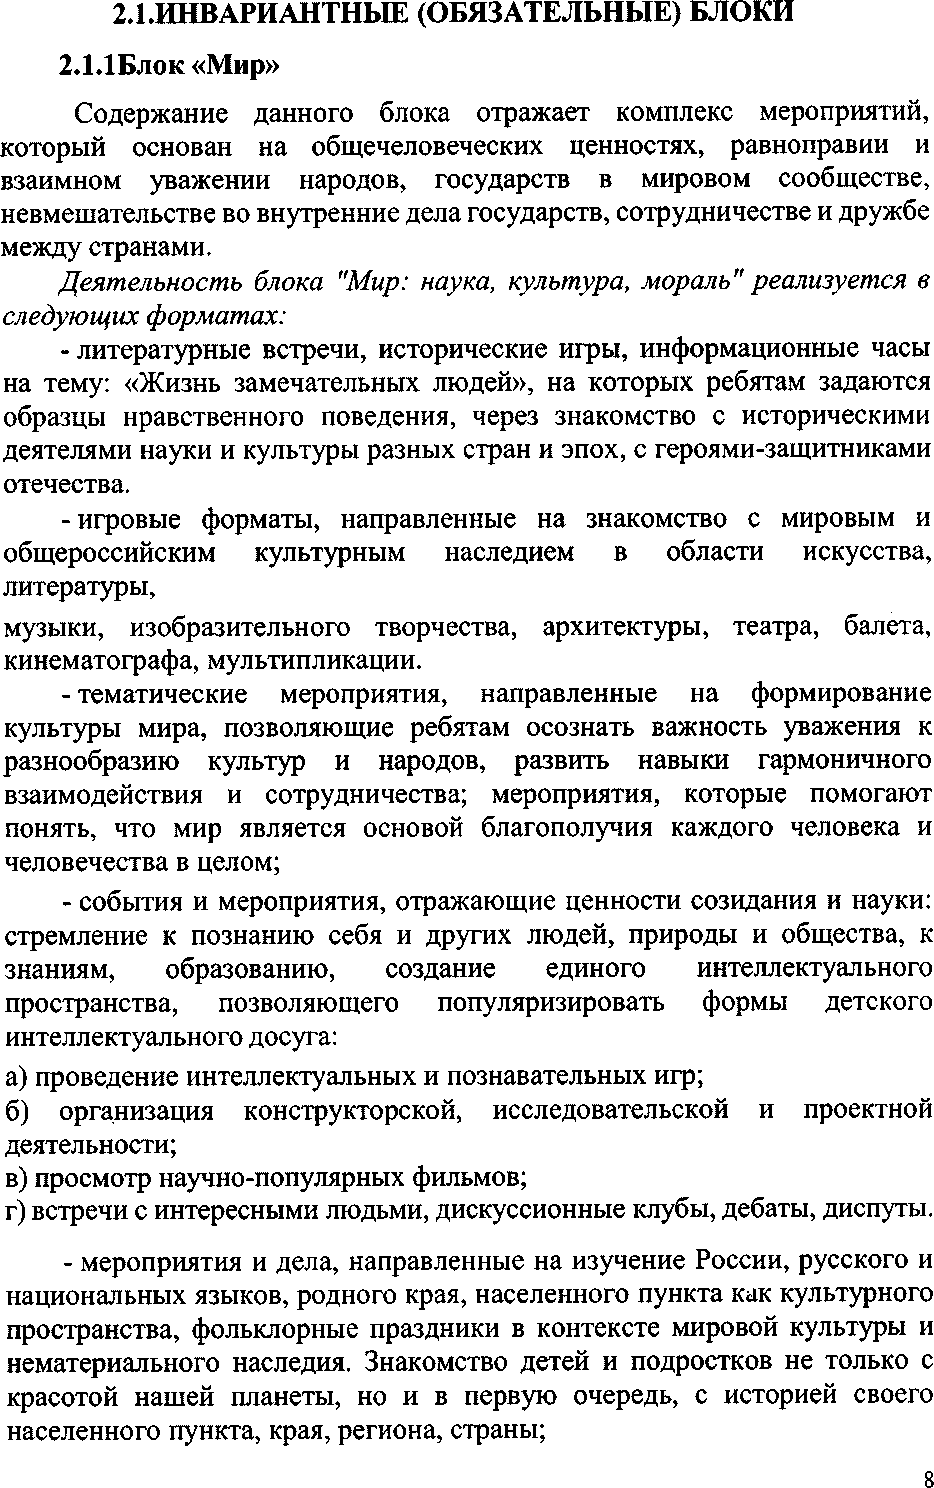 2.1.ИНВАРИАНТНЫЕ (ОБЯЗАТЕЛЬНЫЕ) БЛОКИ
2.1.1Блок «Мир»
Содержание данного блока отражает комплекс мероприятий,
который основан на общечеловеческих ценностях, равноправии и
взаимном уважении народов, государств в мировом сообществе,
невмешательстве во внутренние дела государств, сотрудничестве и дружбе
между странами.
Деятельность блока "Мир: наука, культура, мораль" реализуется в
следующих форматах:
- литературные встречи, исторические игры, информационные часы
на тему: «Жизнь замечательных людей», на которых ребятам задаются
образцы нравственного поведения, через знакомство с историческими
деятелями науки и культуры разных стран и эпох, с героями-защитниками
отечества.
- игровые форматы, направленные на знакомство с мировым и
общероссийским культурным наследием в области искусства,
литературы,
музыки, изобразительного творчества, архитектуры, театра, балета,
кинематографа, мультипликации.
- тематические мероприятия, направленные на формирование
культуры мира, позволяющие ребятам осознать важность уважения к
разнообразию культур и народов, развить навыки гармоничного
взаимодействия и сотрудничества; мероприятия, которые помогают
понять, что мир является основой благополучия каждого человека и
человечества в целом;
- события и мероприятия, отражающие ценности созидания и науки:
стремление к познанию себя и других людей, природы и общества, к
знаниям, образованию, создание единого интеллектуального
пространства, позволяющего популяризировать формы детского
интеллектуального досуга:
а) проведение интеллектуальных и познавательных игр;
б) организация конструкторской, исследовательской и проектной
деятельности;
в) просмотр научно-популярных фильмов;
г) встречи с интересными людьми, дискуссионные клубы, дебаты, диспуты.
- мероприятия и дела, направленные на изучение России, русского и
национальных языков, родного края, населенного пункта как культурного
пространства, фольклорные праздники в контексте мировой культуры и
нематериального наследия. Знакомство детей и подростков не только с
красотой нашей планеты, но и в первую очередь, с историей своего
населенного пункта, края, региона, страны;
8